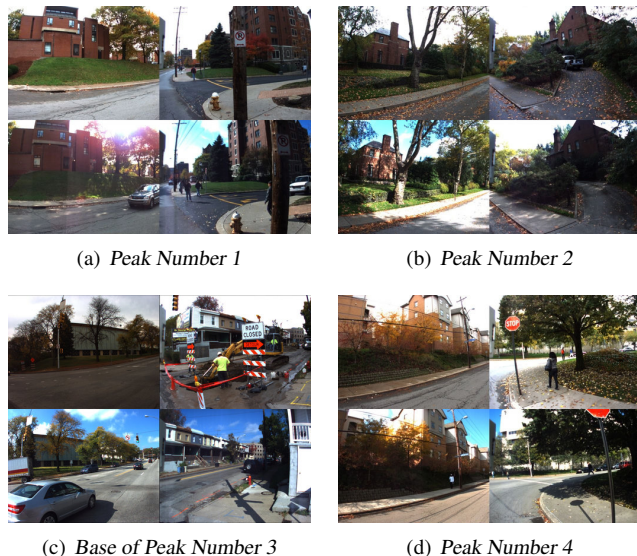 (a) Peak Number 1
(b) Peak Number 2
ROAD
CLOSED
STOP
(c) Base of Peak Number 3
(d) Peak Number 4